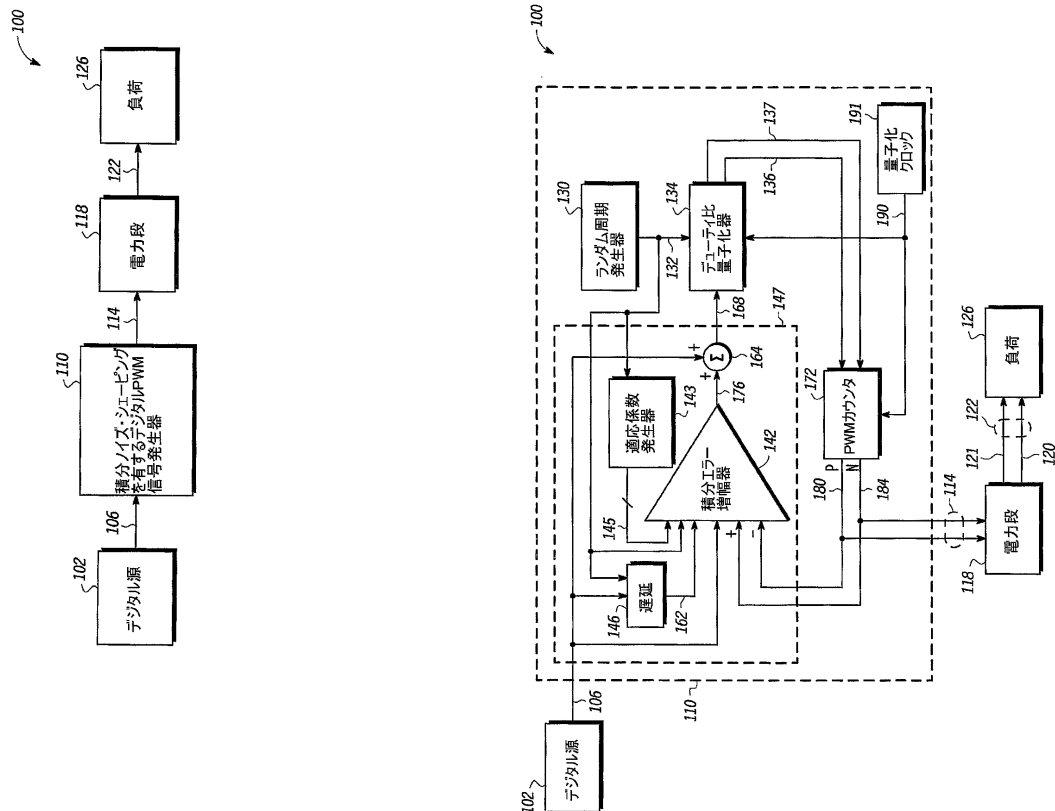 100
102
デジタル源
106
110
積分ノイズ・シェーピング
を有するデジタルPWM
信号発生器
114
118
電力段
122
126
負荷
100
102
デジタル源
106
110
146
遅延
162
145
適応係数
発生器
143
積分エラー
増幅器
142
+
-
176
+
+
Σ
164
168
147
130
ランダム周期
発生器
132
134
デューティ比
量子化器
136
137
191
量子化
クロック
190
172
PWMカウンタ
P
N
180
184
114
118
電力段
121
120
122
126
負荷